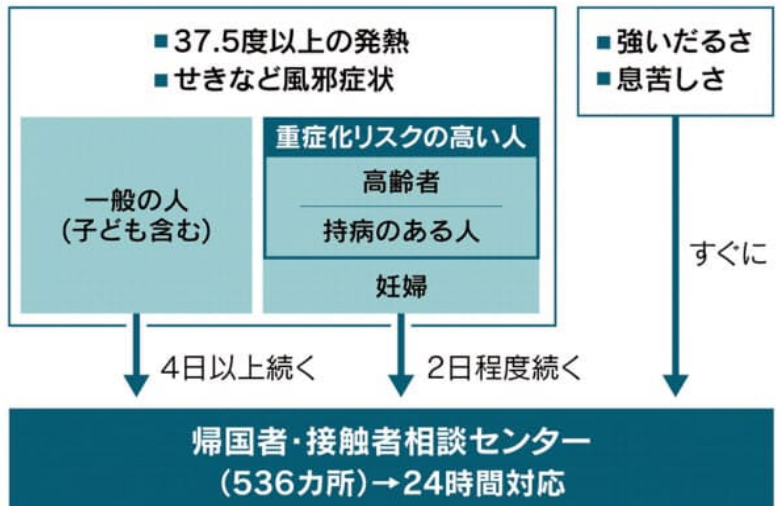 ■37.5度以上の発熱
■せきなど風邪症状
一般の人
(子ども含む)
重症化リスクの高い人
高齢者
持病のある人
妊婦
■強いだるさ
■息苦しさ
4日以上続く
2日程度続く
すぐに
帰国者・接触者相談センター
(536カ所)→24時間対応